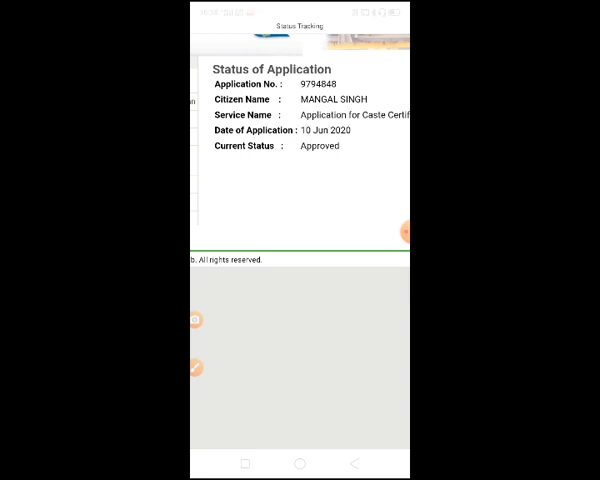 Status Tracking
Status of Application
Application No. : 9794848
Citizen Name : MANGAL SINGH
Service Name : Application for Caste Certif
Date of Application : 10 Jun 2020
Current Status : Approved
b. All rights reserved.